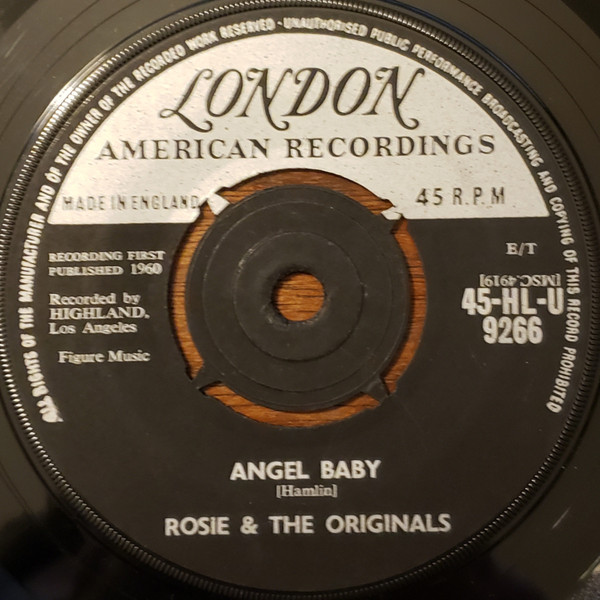 ALL RIGHTS OF THE MANUFACTURER AND OF THE OWNER OF THE RECORDED WORK RESERVED · UNAUTHORISED PUBLIC PERFORMANCE BROADCASTING AND COPYING OF THIS RECORD PROHIBITED
LONDON
AMERICAN RECORDINGS
MADE IN ENGLAND
45 R.P.M
RECORDING FIRST
PUBLISHED 1960
E/T
Recorded by
HIGHLAND,
Los Angeles
[MSC.4919]
45-HL-U
9266
Figure Music
ANGEL BABY
[Hamlin]
ROSIE & THE ORIGINALS